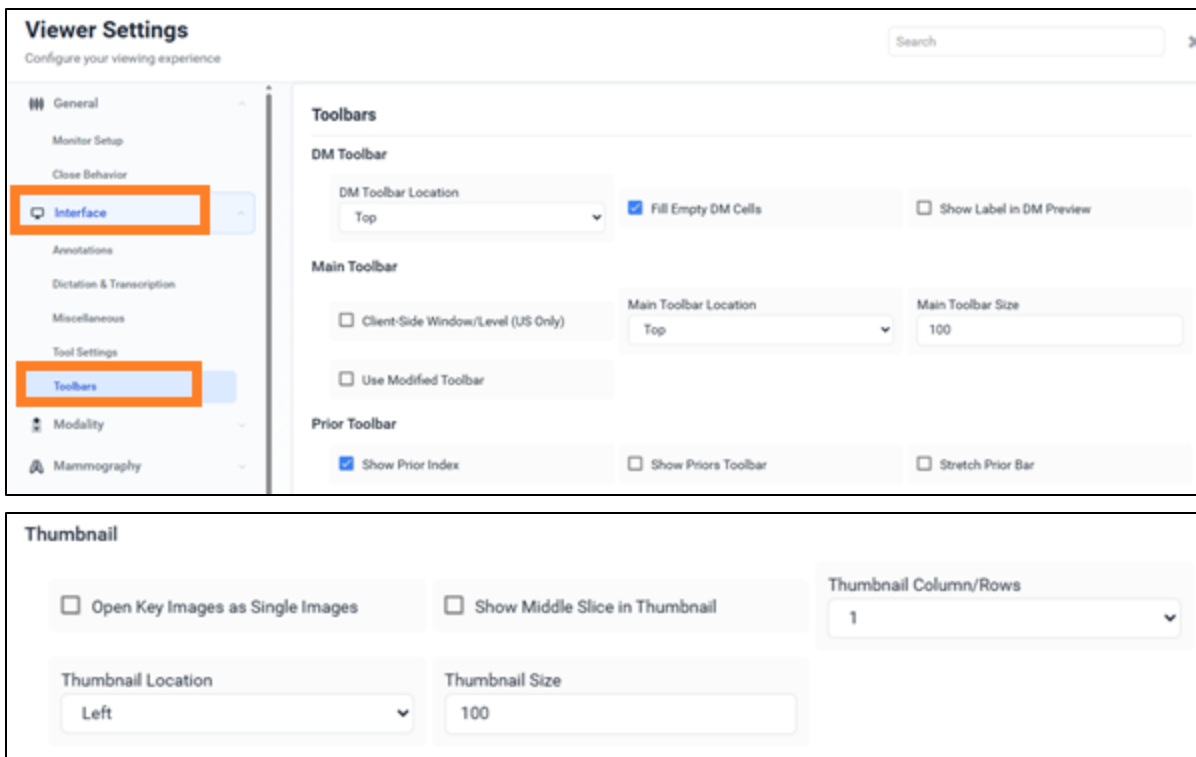 Viewer Settings
Configure your viewing experience
Search
General
Monitor Setup
Close Behavior
Interface
Annotations
Dictation & Transcription
Miscellaneous
Tool Settings
Toolbars
Modality
Mammography
Toolbars
DM Toolbar
DM Toolbar Location
Top
Fill Empty DM Cells
Show Label in DM Preview
Main Toolbar
Client-Side Window/Level (US Only)
Main Toolbar Location
Top
Main Toolbar Size
100
Use Modified Toolbar
Prior Toolbar
Show Prior Index
Show Priors Toolbar
Stretch Prior Bar
Thumbnail
Open Key Images as Single Images
Show Middle Slice in Thumbnail
Thumbnail Column/Rows
1
Thumbnail Location
Left
Thumbnail Size
100